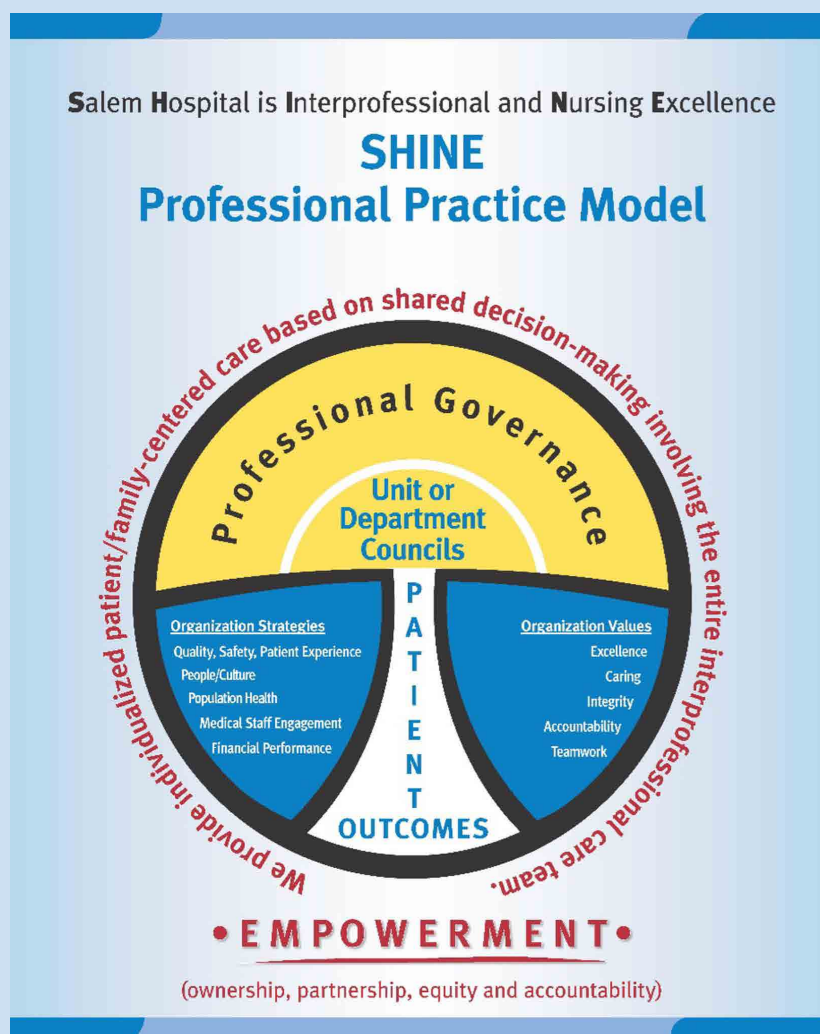 Salem Hospital is Interprofessional and Nursing Excellence
SHINE
Professional Practice Model
We provide individualized patient/family-centered care based on shared decision-making involving the entire interprofessional care team.
Professional Governance
Unit or
Department
Councils
PATIENT
OUTCOMES
Organization Strategies
Quality, Safety, Patient Experience
People/Culture
Population Health
Medical Staff Engagement
Financial Performance
Organization Values
Excellence
Caring
Integrity
Accountability
Teamwork
•EMPOWERMENT•
(ownership, partnership, equity and accountability)